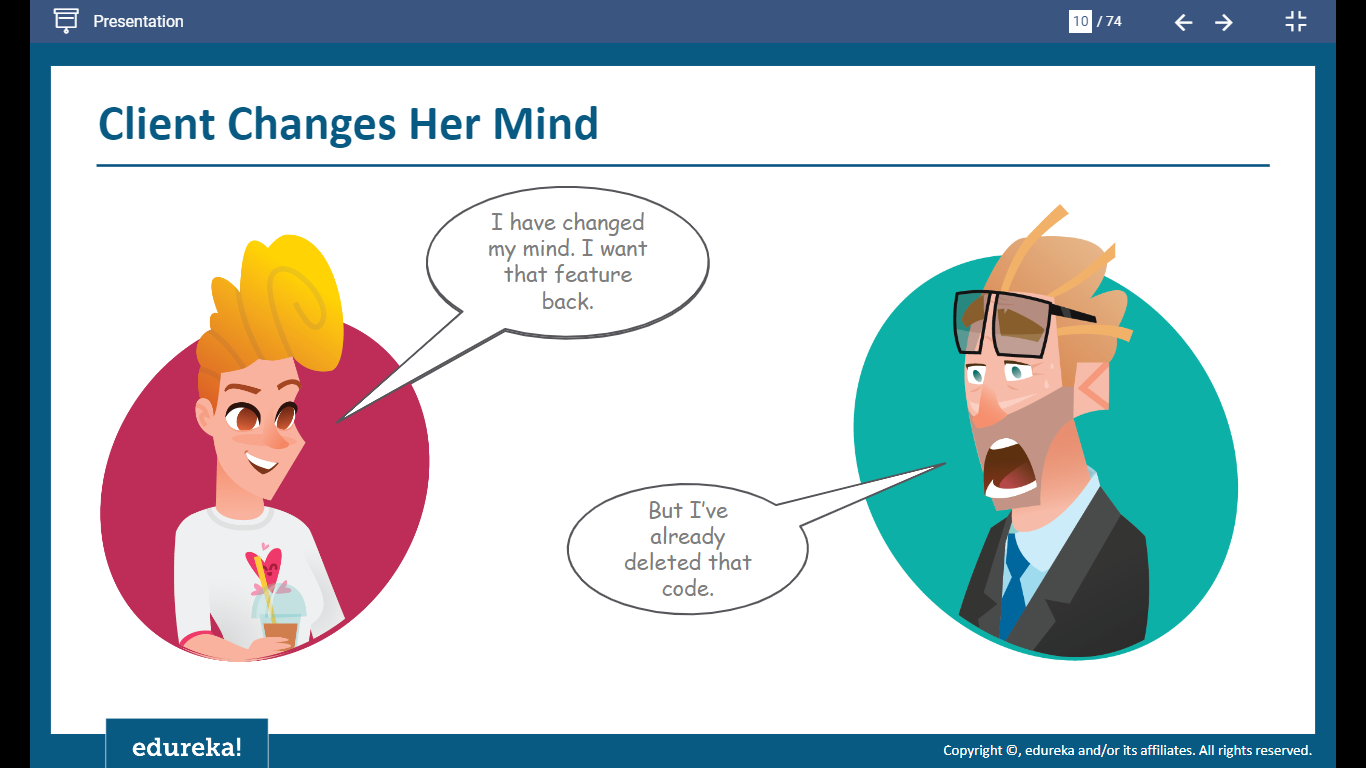 Presentation
10 / 74
Client Changes Her Mind
I have changed
my mind. I want
that feature
back.
But I've
already
deleted that
code.
edureka!
Copyright ©, edureka and/or its affiliates. All rights reserved.